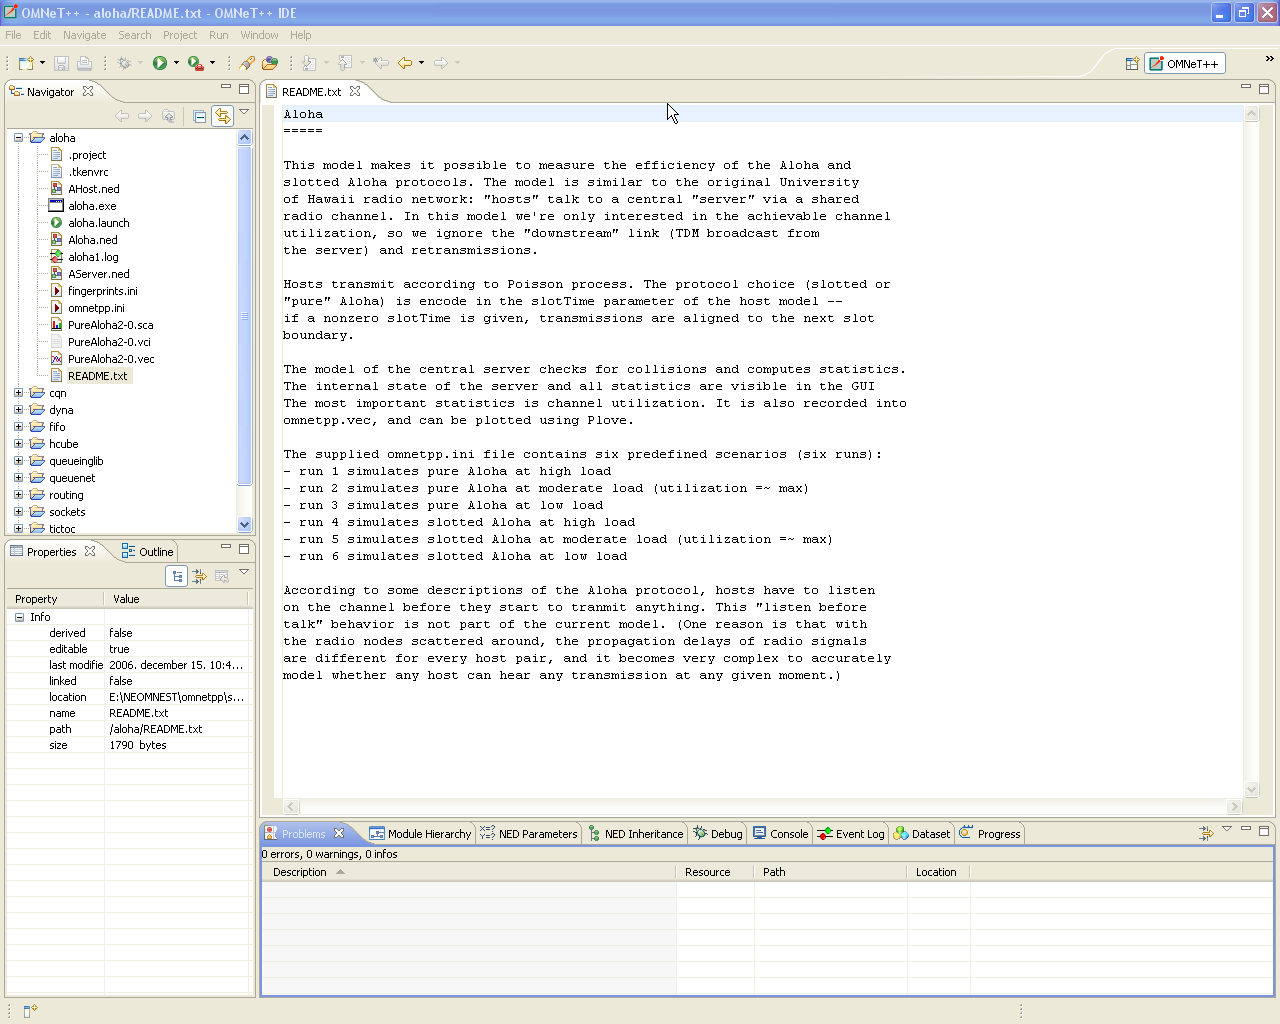 OMNeT++ - aloha/README.txt - OMNeT++ IDE
File Edit Navigate Search Project Run Window Help
OMNeT++
Navigator
aloha
.project
.tkenvrc
AHost.ned
aloha.exe
aloha.launch
Aloha.ned
aloha1.log
AServer.ned
fingerprints.ini
omnetpp.ini
PureAloha2-0.sca
PureAloha2-0.vci
PureAloha2-0.vec
README.txt
cqn
dyna
fifo
hcube
queueinglib
queuenet
routing
sockets
tictoc
Properties Outline
Property Value
Info
derived false
editable true
last modifie 2006. december 15. 10:4...
linked false
location E:\NEOMNEST\omnetpp\s...
name README.txt
path /aloha/README.txt
size 1790 bytes
README.txt
Aloha
=====
This model makes it possible to measure the efficiency of the Aloha and
slotted Aloha protocols. The model is similar to the original University
of Hawaii radio network: "hosts" talk to a central "server" via a shared
radio channel. In this model we're only interested in the achievable channel
utilization, so we ignore the "downstream" link (TDM broadcast from
the server) and retransmissions.
Hosts transmit according to Poisson process. The protocol choice (slotted or
"pure" Aloha) is encode in the slotTime parameter of the host model --
if a nonzero slotTime is given, transmissions are aligned to the next slot
boundary.
The model of the central server checks for collisions and computes statistics.
The internal state of the server and all statistics are visible in the GUI
The most important statistics is channel utilization. It is also recorded into
omnetpp.vec, and can be plotted using Plove.
The supplied omnetpp.ini file contains six predefined scenarios (six runs):
- run 1 simulates pure Aloha at high load
- run 2 simulates pure Aloha at moderate load (utilization =~ max)
- run 3 simulates pure Aloha at low load
- run 4 simulates slotted Aloha at high load
- run 5 simulates slotted Aloha at moderate load (utilization =~ max)
- run 6 simulates slotted Aloha at low load
According to some descriptions of the Aloha protocol, hosts have to listen
on the channel before they start to tranmit anything. This "listen before
talk" behavior is not part of the current model. (One reason is that with
the radio nodes scattered around, the propagation delays of radio signals
are different for every host pair, and it becomes very complex to accurately
model whether any host can hear any transmission at any given moment.)
Problems Module Hierarchy NED Parameters NED Inheritance Debug Console Event Log Dataset Progress
0 errors, 0 warnings, 0 infos
Description Resource Path Location